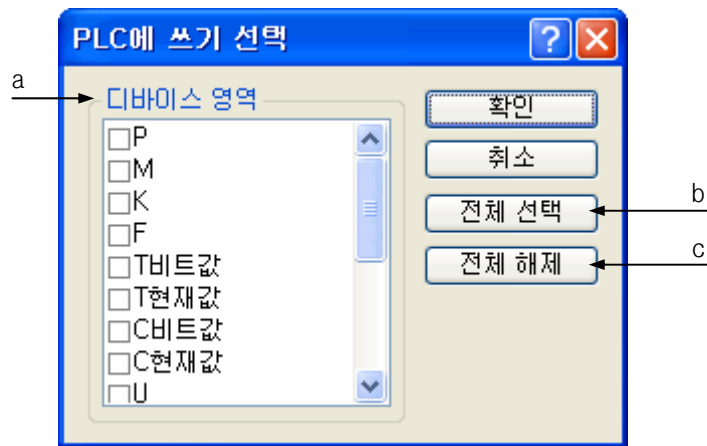 PLC에 쓰기 선택
a
디바이스 영역
P
M
K
F
T비트값
T현재값
C비트값
C현재값
U
확인
취소
전체 선택
b
전체 해제
c